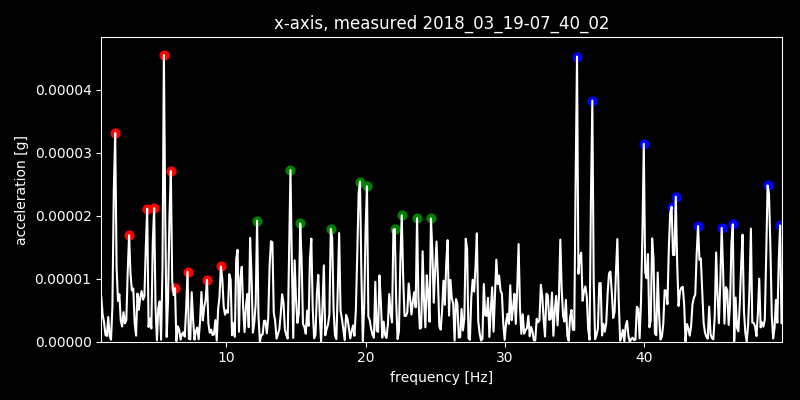 x-axis, measured 2018_03_19-07_40_02
acceleration [g]
0.00004
0.00003
0.00002
0.00001
0.00000
10 20 30 40
frequency [Hz]